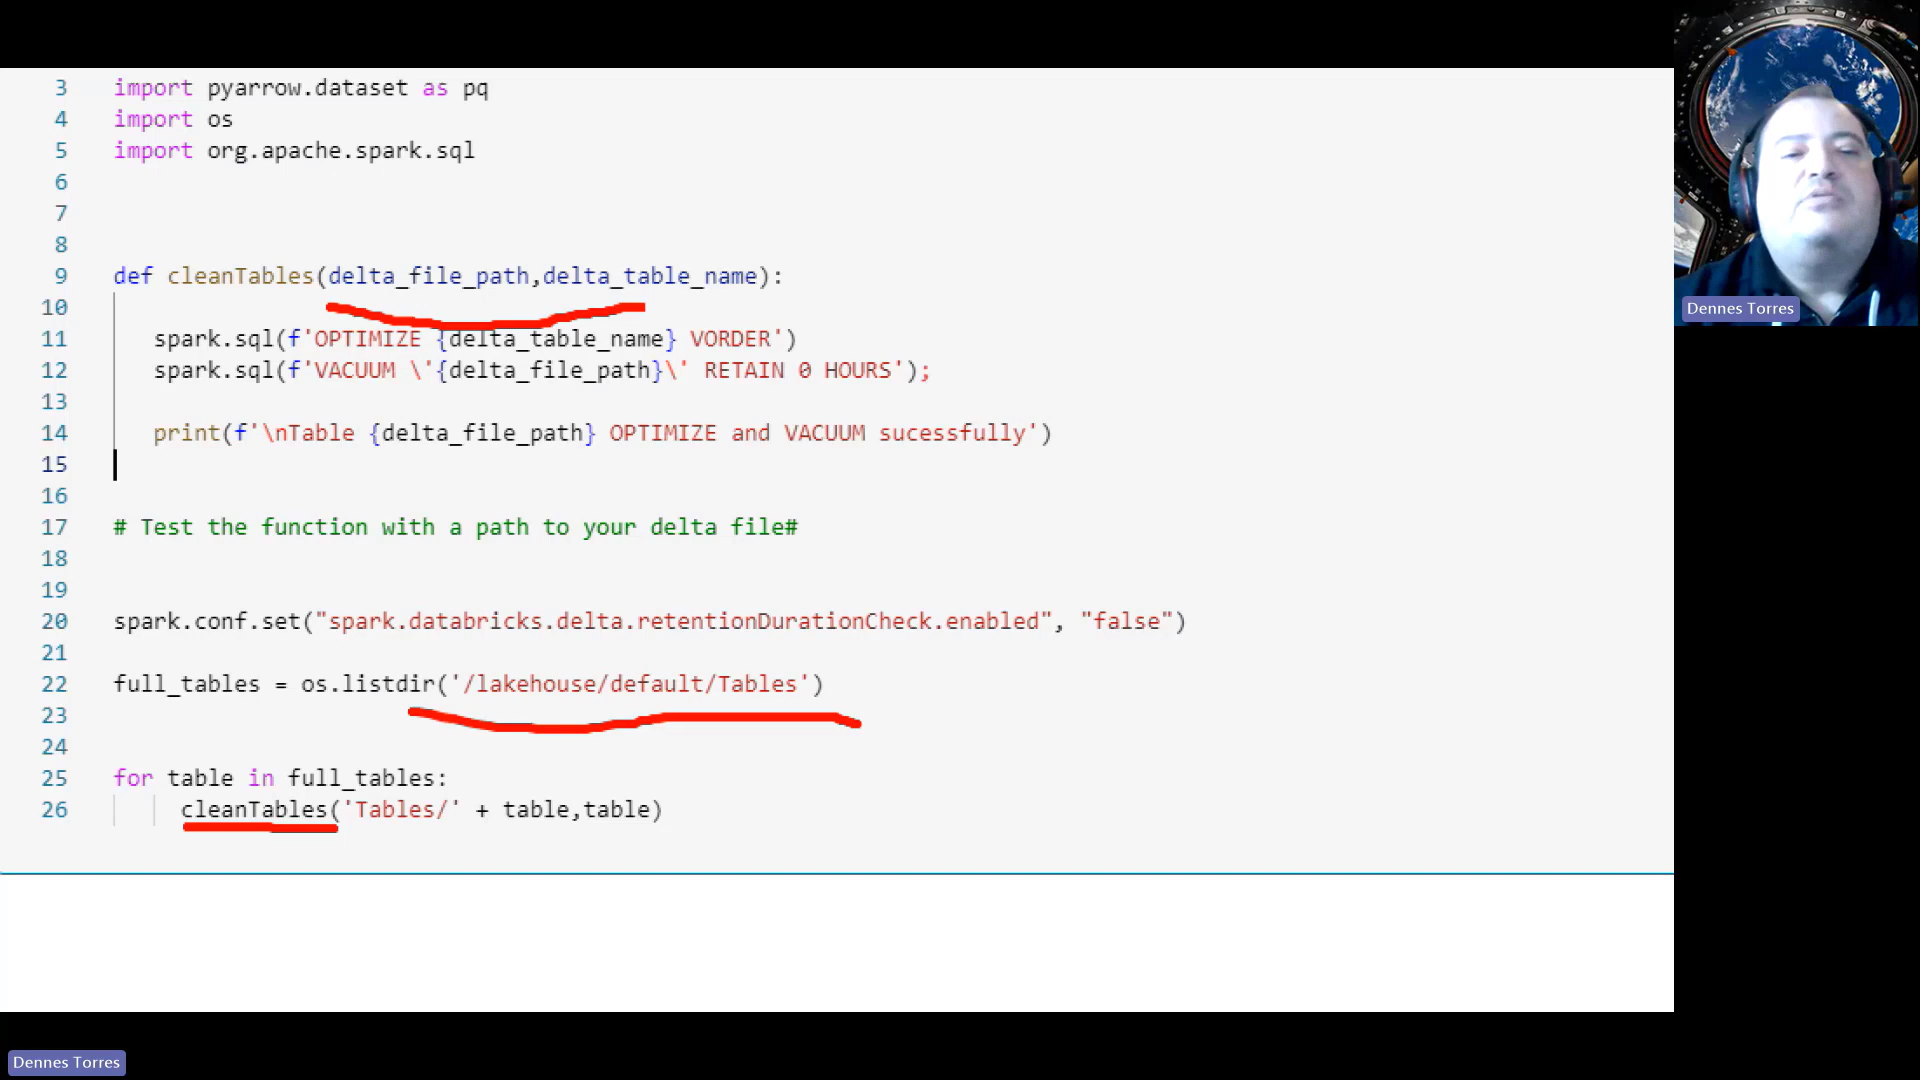 3 import pyarrow.dataset as pq
4 import os
5 import org.apache.spark.sql
6
7
8
9 def cleanTables(delta_file_path,delta_table_name):
10
11 spark.sql(f'OPTIMIZE {delta_table_name} VORDER')
12 spark.sql(f'VACUUM \'{delta_file_path}\' RETAIN 0 HOURS');
13
14 print(f'\nTable {delta_file_path} OPTIMIZE and VACUUM sucessfully')
15
16
17 # Test the function with a path to your delta file#
18
19
20 spark.conf.set("spark.databricks.delta.retentionDurationCheck.enabled", "false")
21
22 full_tables = os.listdir('/lakehouse/default/Tables')
23
24
25 for table in full_tables:
26 cleanTables('Tables/' + table,table)
Dennes Torres
Dennes Torres